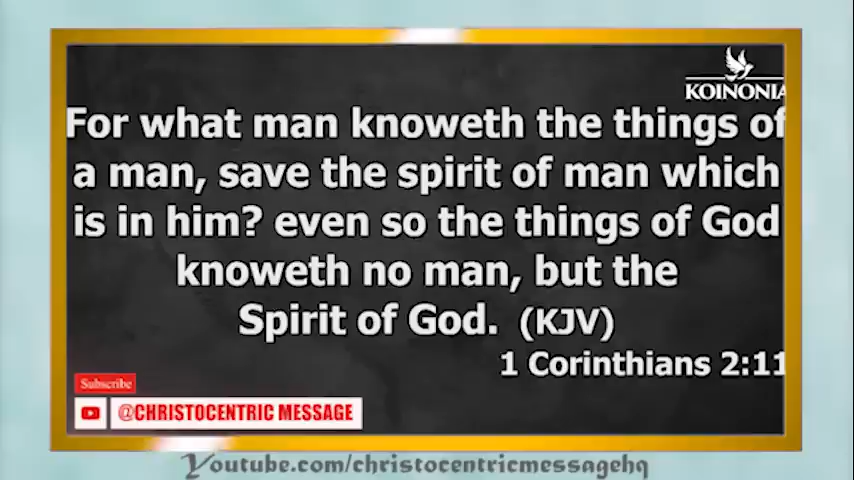 KOINONIA
For what man knoweth the things of
a man, save the spirit of man which
is in him? even so the things of God
knoweth no man, but the
Spirit of God. (KJV)
1 Corinthians 2:11
Subscribe
@CHRISTOCENTRIC MESSAGE
Youtube.com/christocentricmessagehq